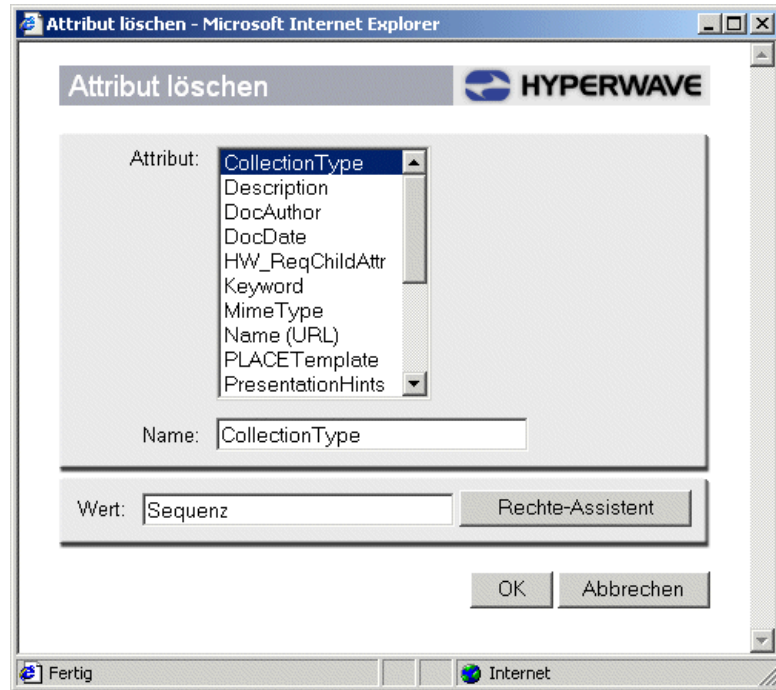 Attribut löschen - Microsoft Internet Explorer
Attribut löschen HYPERWAVE
Attribut:
CollectionType
Description
DocAuthor
DocDate
HW_ReqChildAttr
Keyword
MimeType
Name (URL)
PLACETemplate
PresentationHints
Name: CollectionType
Wert: Sequenz Rechte-Assistent
OK Abbrechen
Fertig Internet